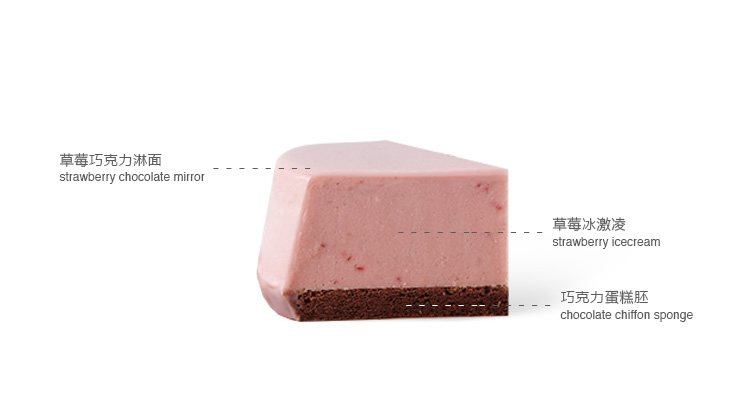 草莓巧克力淋面
strawberry chocolate mirror
草莓冰激凌
strawberry icecream
巧克力蛋糕胚
chocolate chiffon sponge